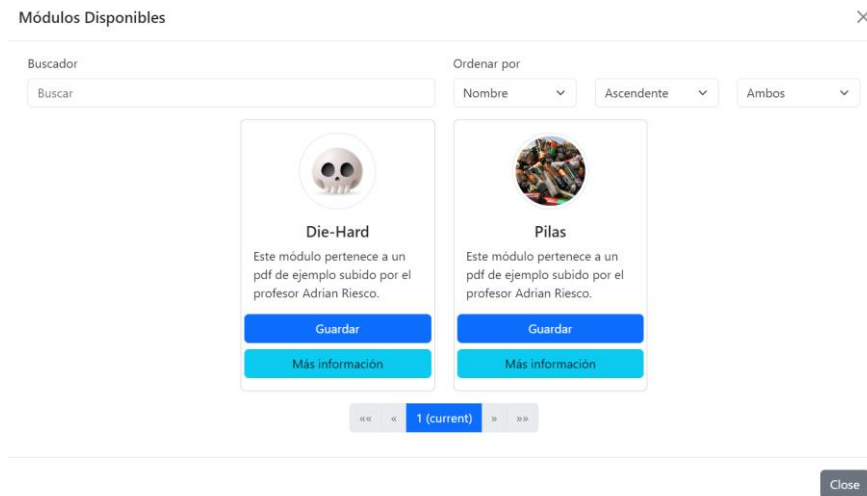 Módulos Disponibles
Buscador
Ordenar por
Buscar
Nombre
Ascendente
Ambos
Die-Hard
Este módulo pertenece a un
pdf de ejemplo subido por el
profesor Adrian Riesco.
Guardar
Más información
Pilas
Este módulo pertenece a un
pdf de ejemplo subido por el
profesor Adrian Riesco.
Guardar
Más información
«« « 1 (current) » »»
Close